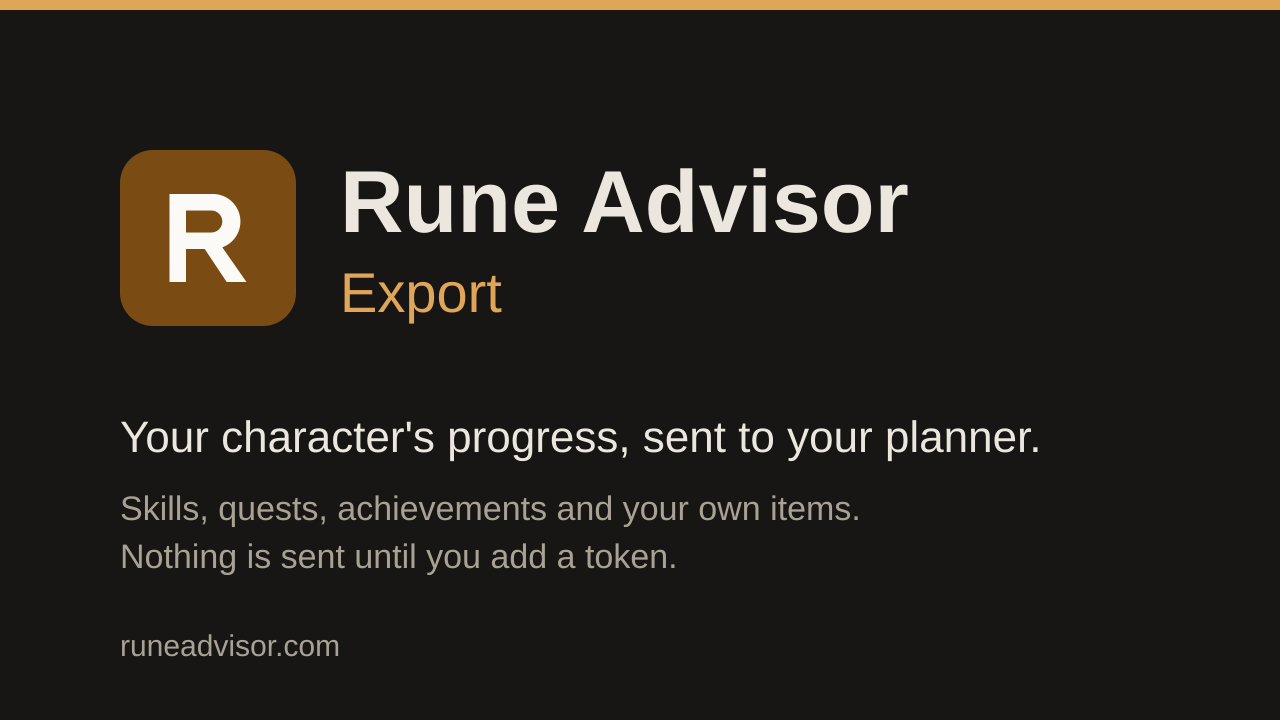 R
Rune Advisor
Export
Your character's progress, sent to your planner.
Skills, quests, achievements and your own items.
Nothing is sent until you add a token.
runeadvisor.com